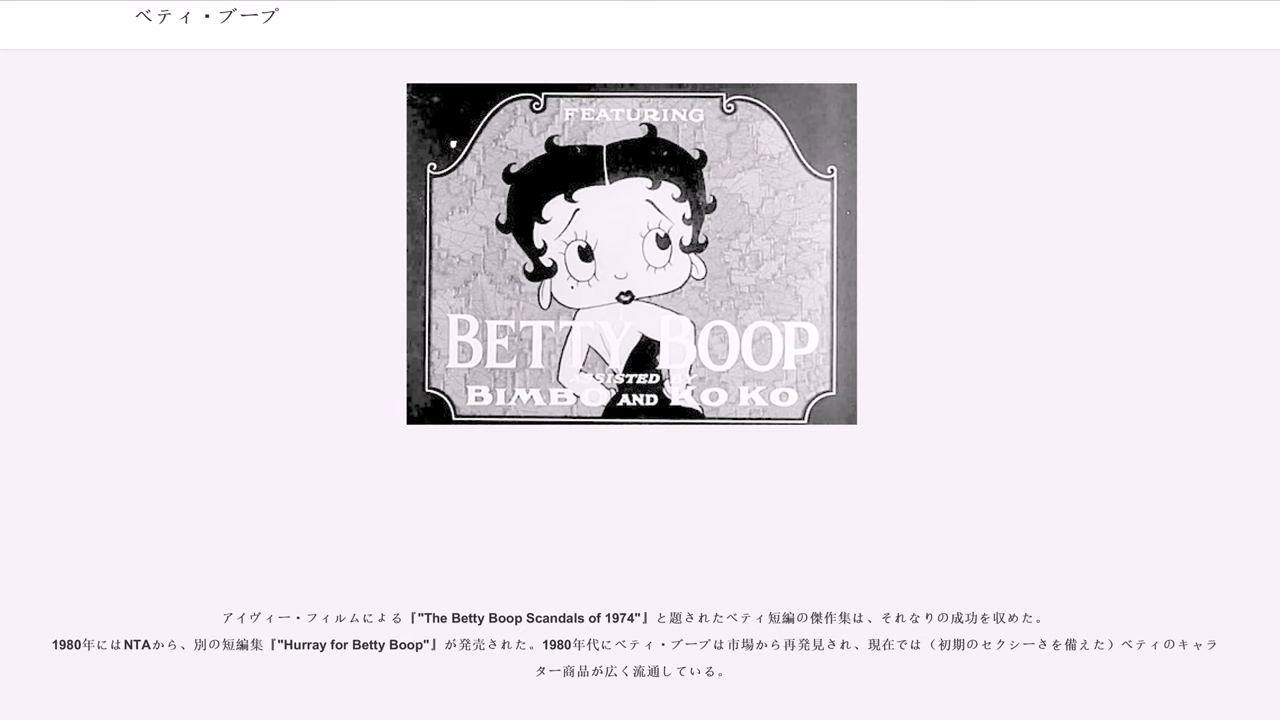 ベティ・ブープ
FEATURING
BETTY BOOP
ASSISTED BY
BIMBO AND KO KO
アイヴィー・フィルムによる『"The Betty Boop Scandals of 1974"』と題されたベティ短編の傑作集は、それなりの成功を収めた。
1980年にはNTAから、別の短編集『"Hurray for Betty Boop"』が発売された。1980年代にベティ・ブープは市場から再発見され、現在では（初期のセクシーさを備えた）ベティのキャラ
ター商品が広く流通している。